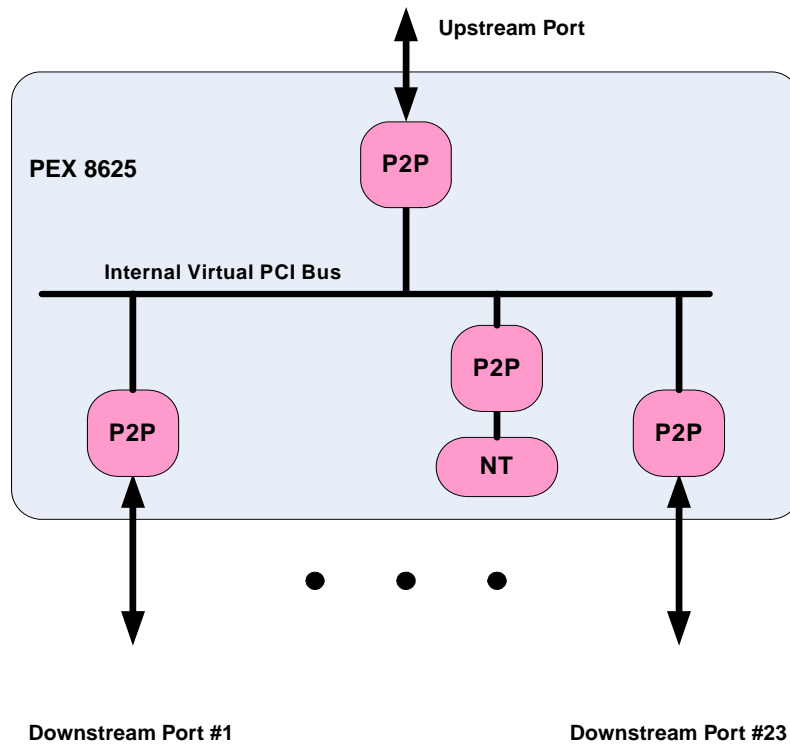 Upstream Port
P2P
PEX 8625
Internal Virtual PCI Bus
P2P
P2P
P2P
NT
Downstream Port #1
Downstream Port #23